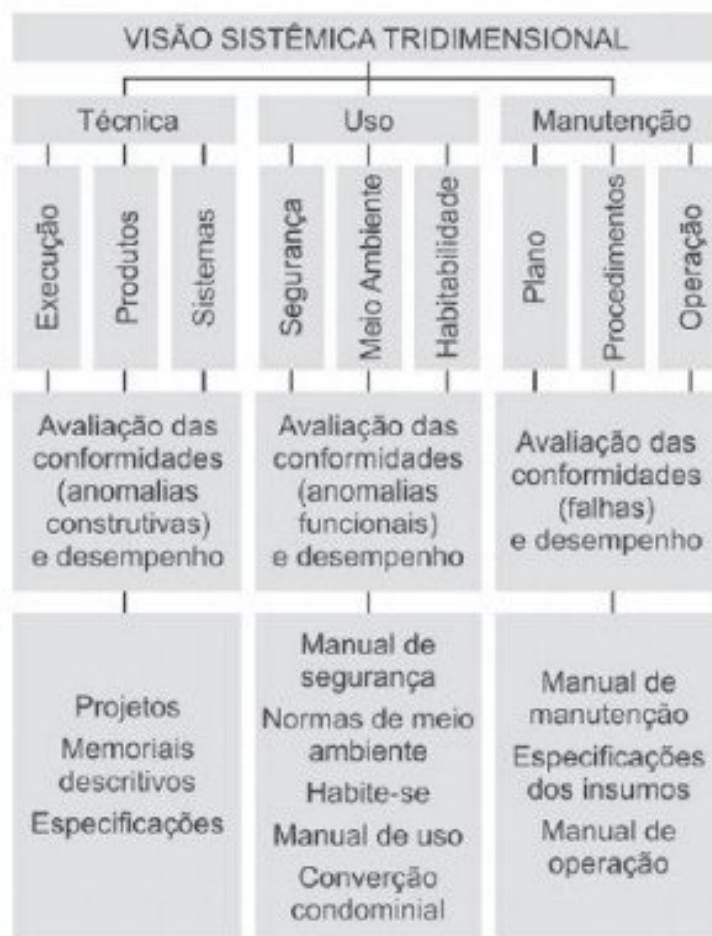 VISÃO SISTÊMICA TRIDIMENSIONAL
Técnica
Uso
Manutenção
Execução
Produtos
Sistemas
Segurança
Meio Ambiente
Habitabilidade
Plano
Procedimentos
Operação
Avaliação das
conformidades
(anomalias
construtivas)
e desempenho
Avaliação das
conformidades
(anomalias
funcionais)
e desempenho
Avaliação das
conformidades
(falhas)
e desempenho
Projetos
Memoriais
descritivos
Especificações
Manual de
segurança
Normas de meio
ambiente
Habite-se
Manual de uso
Converção
condominial
Manual de
manutenção
Especificações
dos insumos
Manual de
operação